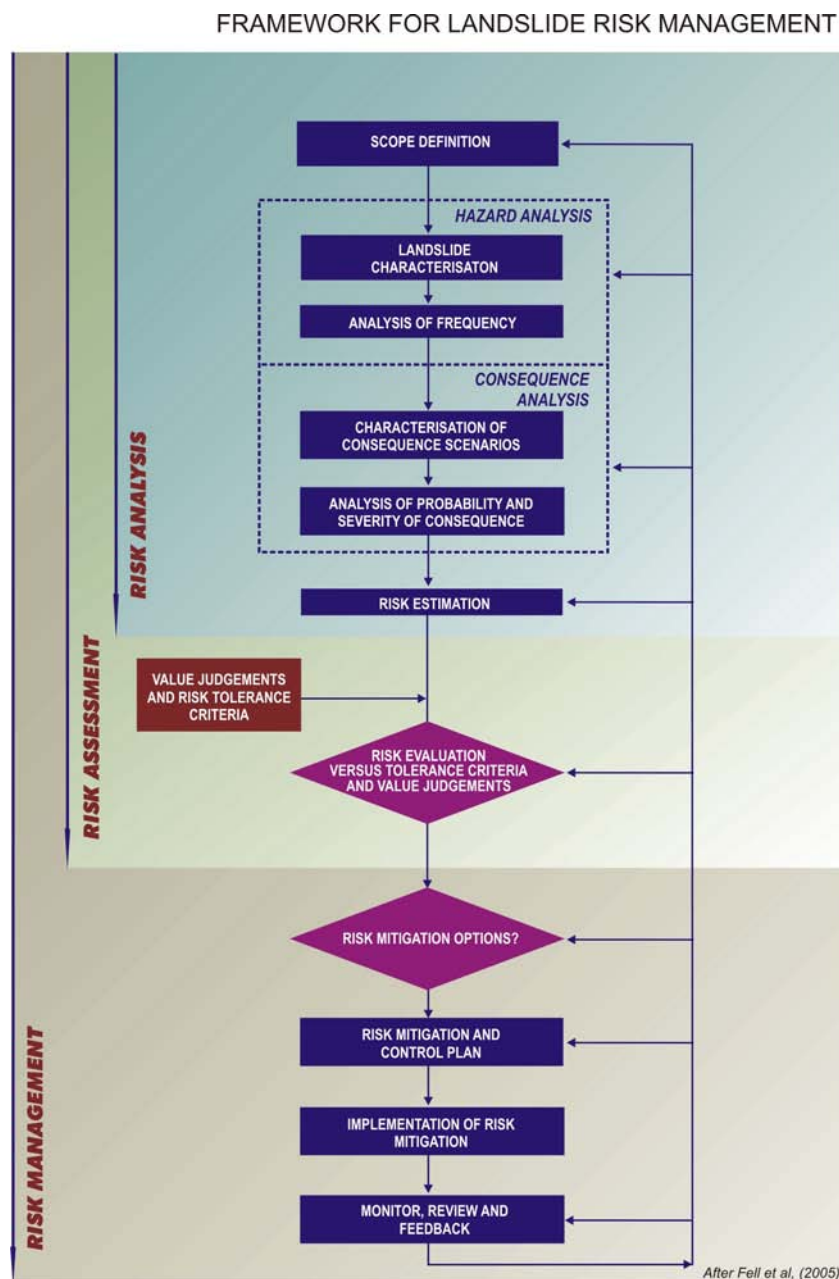 FRAMEWORK FOR LANDSLIDE RISK MANAGEMENT
SCOPE DEFINITION
HAZARD ANALYSIS
LANDSLIDE
CHARACTERISATON
ANALYSIS OF FREQUENCY
CONSEQUENCE
ANALYSIS
CHARACTERISATION OF
CONSEQUENCE SCENARIOS
ANALYSIS OF PROBABILITY AND
SEVERITY OF CONSEQUENCE
RISK ESTIMATION
RISK ANALYSIS
VALUE JUDGEMENTS
AND RISK TOLERANCE
CRITERIA
RISK EVALUATION
VERSUS TOLERANCE CRITERIA
AND VALUE JUDGEMENTS
RISK ASSESSMENT
RISK MITIGATION OPTIONS?
RISK MITIGATION AND
CONTROL PLAN
IMPLEMENTATION OF RISK
MITIGATION
MONITOR, REVIEW AND
FEEDBACK
RISK MANAGEMENT
After Fell et al, (2005)